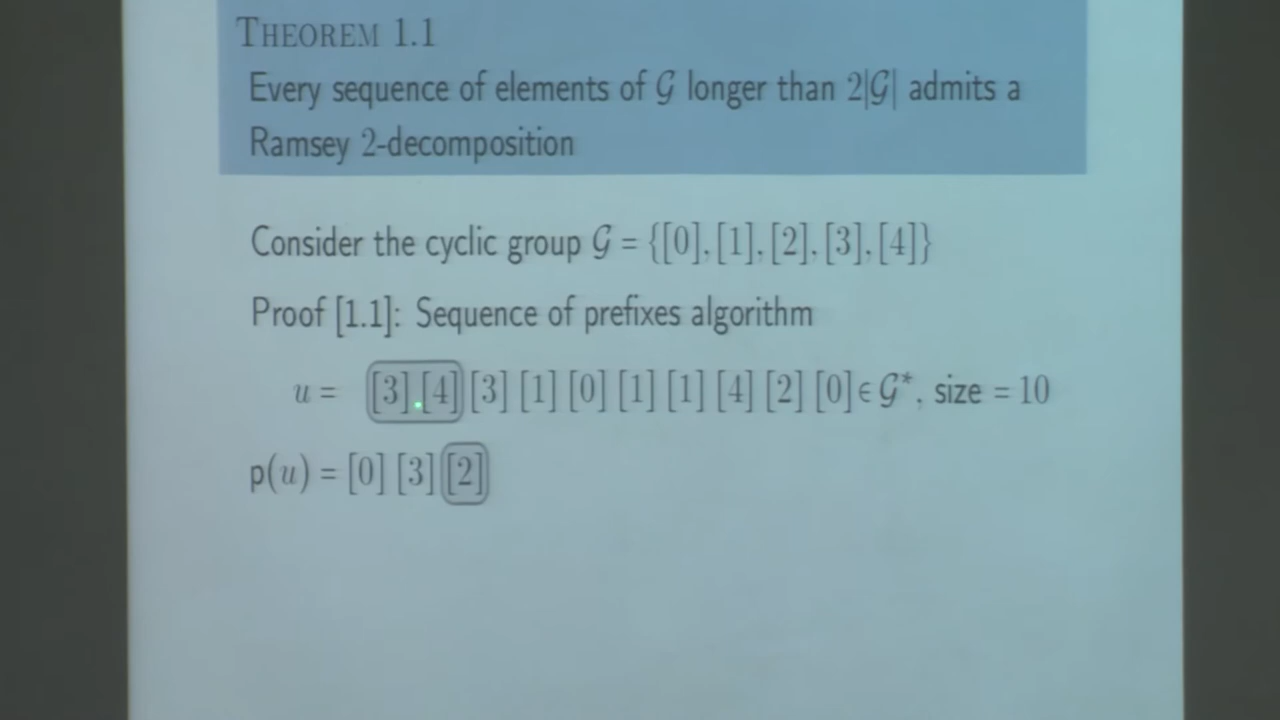 THEOREM 1.1
Every sequence of elements of 𝒢 longer than 2|𝒢| admits a
Ramsey 2-decomposition
Consider the cyclic group 𝒢 = {[0], [1], [2], [3], [4]}
Proof [1.1]: Sequence of prefixes algorithm
u = [3] [4] [3] [1] [0] [1] [1] [4] [2] [0] ∈ 𝒢*, size = 10
p(u) = [0] [3] [2]